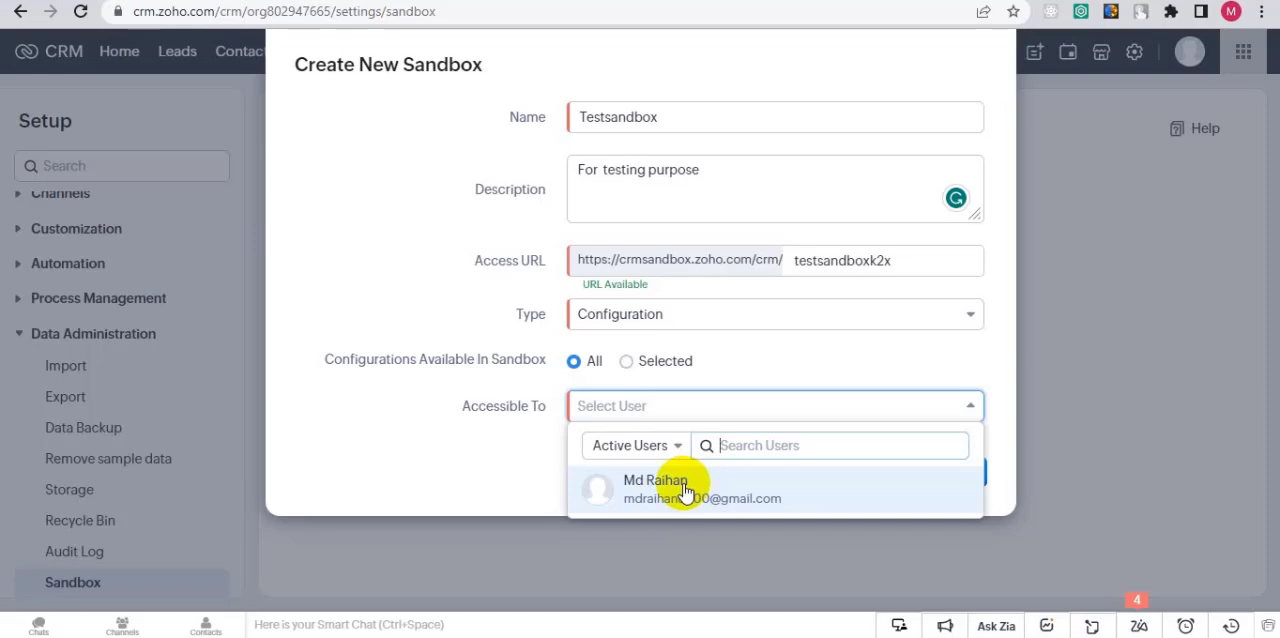 crm.zoho.com/crm/org802947665/settings/sandbox
M
CRM Home Leads Contac
Create New Sandbox
Setup
Search
Help
Channels
Customization
Automation
Process Management
Data Administration
Import
Export
Data Backup
Remove sample data
Storage
Recycle Bin
Audit Log
Sandbox
Name Testsandbox
Description For testing purpose
Access URL https://crmsandbox.zoho.com/crm/ testsandboxk2x
URL Available
Type Configuration
Configurations Available In Sandbox All Selected
Accessible To Select User
Active Users Search Users
Md Raihan
00@gmail.com
4
Chats Channels Contacts
Here is your Smart Chat (Ctrl+Space)
Ask Zia